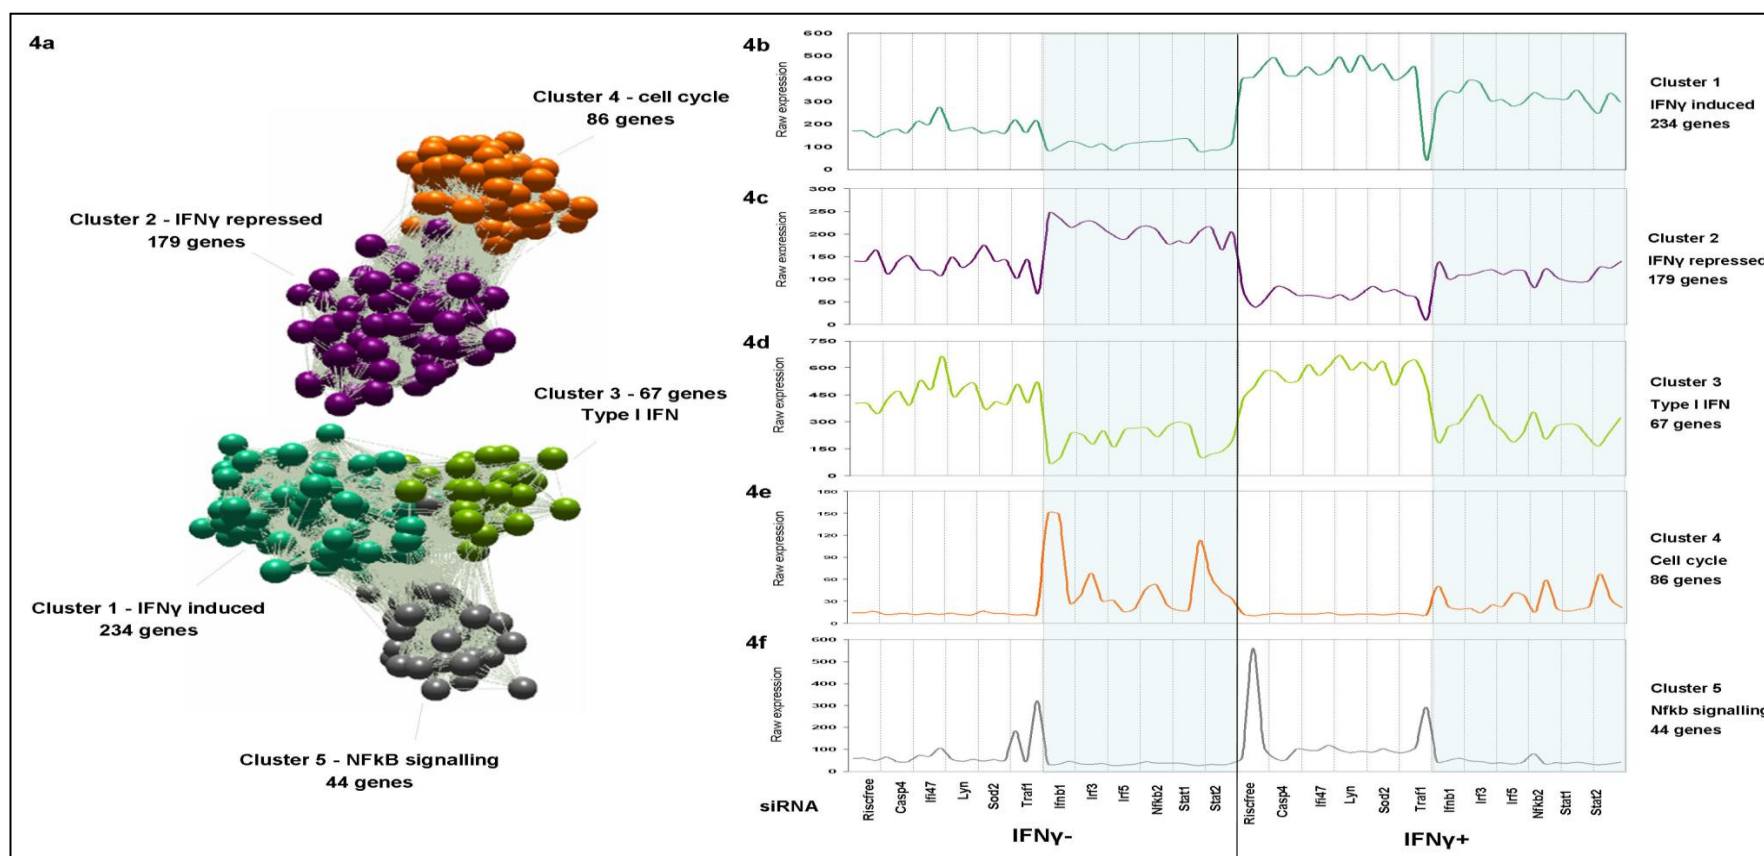 4a
Cluster 4 - cell cycle
86 genes
Cluster 2 - IFNγ repressed
179 genes
Cluster 3 - 67 genes
Type I IFN
Cluster 1 - IFNγ induced
234 genes
Cluster 5 - NFkB signalling
44 genes
4b
Raw expression
600
500
400
300
200
100
0
Cluster 1
IFNγ induced
234 genes
4c
Raw expression
300
250
200
150
100
50
0
Cluster 2
IFNγ repressed
179 genes
4d
Raw expression
750
600
450
300
150
0
Cluster 3
Type I IFN
67 genes
4e
Raw expression
180
150
120
90
60
30
0
Cluster 4
Cell cycle
86 genes
4f
Raw expression
600
500
400
300
200
100
0
Cluster 5
Nfkb signalling
44 genes
siRNA
Riscfree
Casp4
Ifi47
Lyn
Sod2
Traf1
Ifnb1
Irf3
Irf5
Nfkb2
Stat1
Stat2
Riscfree
Casp4
Ifi47
Lyn
Sod2
Traf1
Ifnb1
Irf3
Irf5
Nfkb2
Stat1
Stat2
IFNγ-
IFNγ+